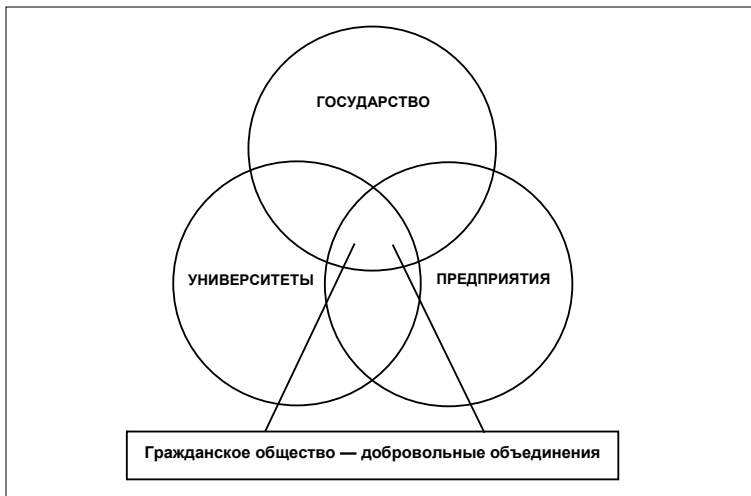 ГОСУДАРСТВО
УНИВЕРСИТЕТЫ
ПРЕДПРИЯТИЯ
Гражданское общество — добровольные объединения